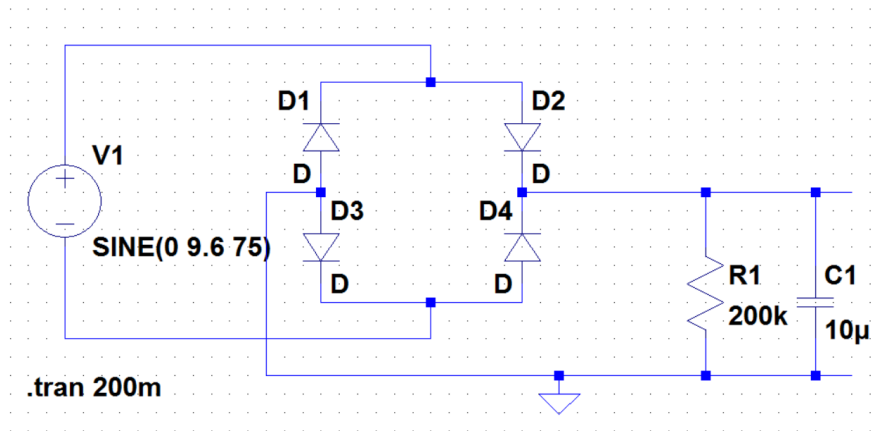 D1
D2
V1
D
D
D3
D4
SINE(0 9.6 75)
R1
C1
D
D
200k
10µ
.tran 200m